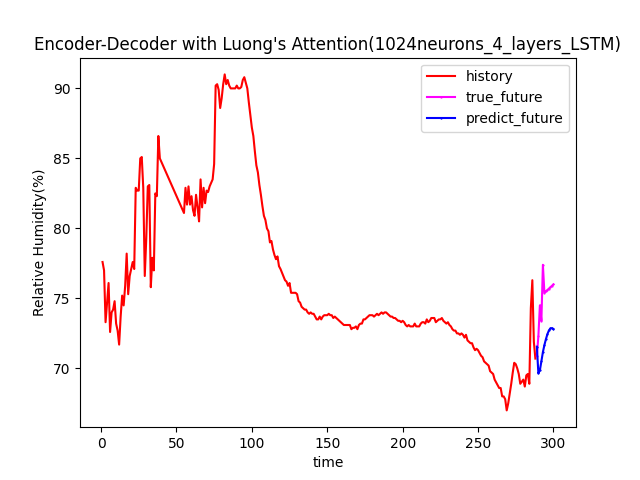 Encoder-Decoder with Luong's Attention(1024neurons_4_layers_LSTM)
history
true_future
predict_future
Relative Humidity(%)
90
85
80
75
70
0 50 100 150 200 250 300
time